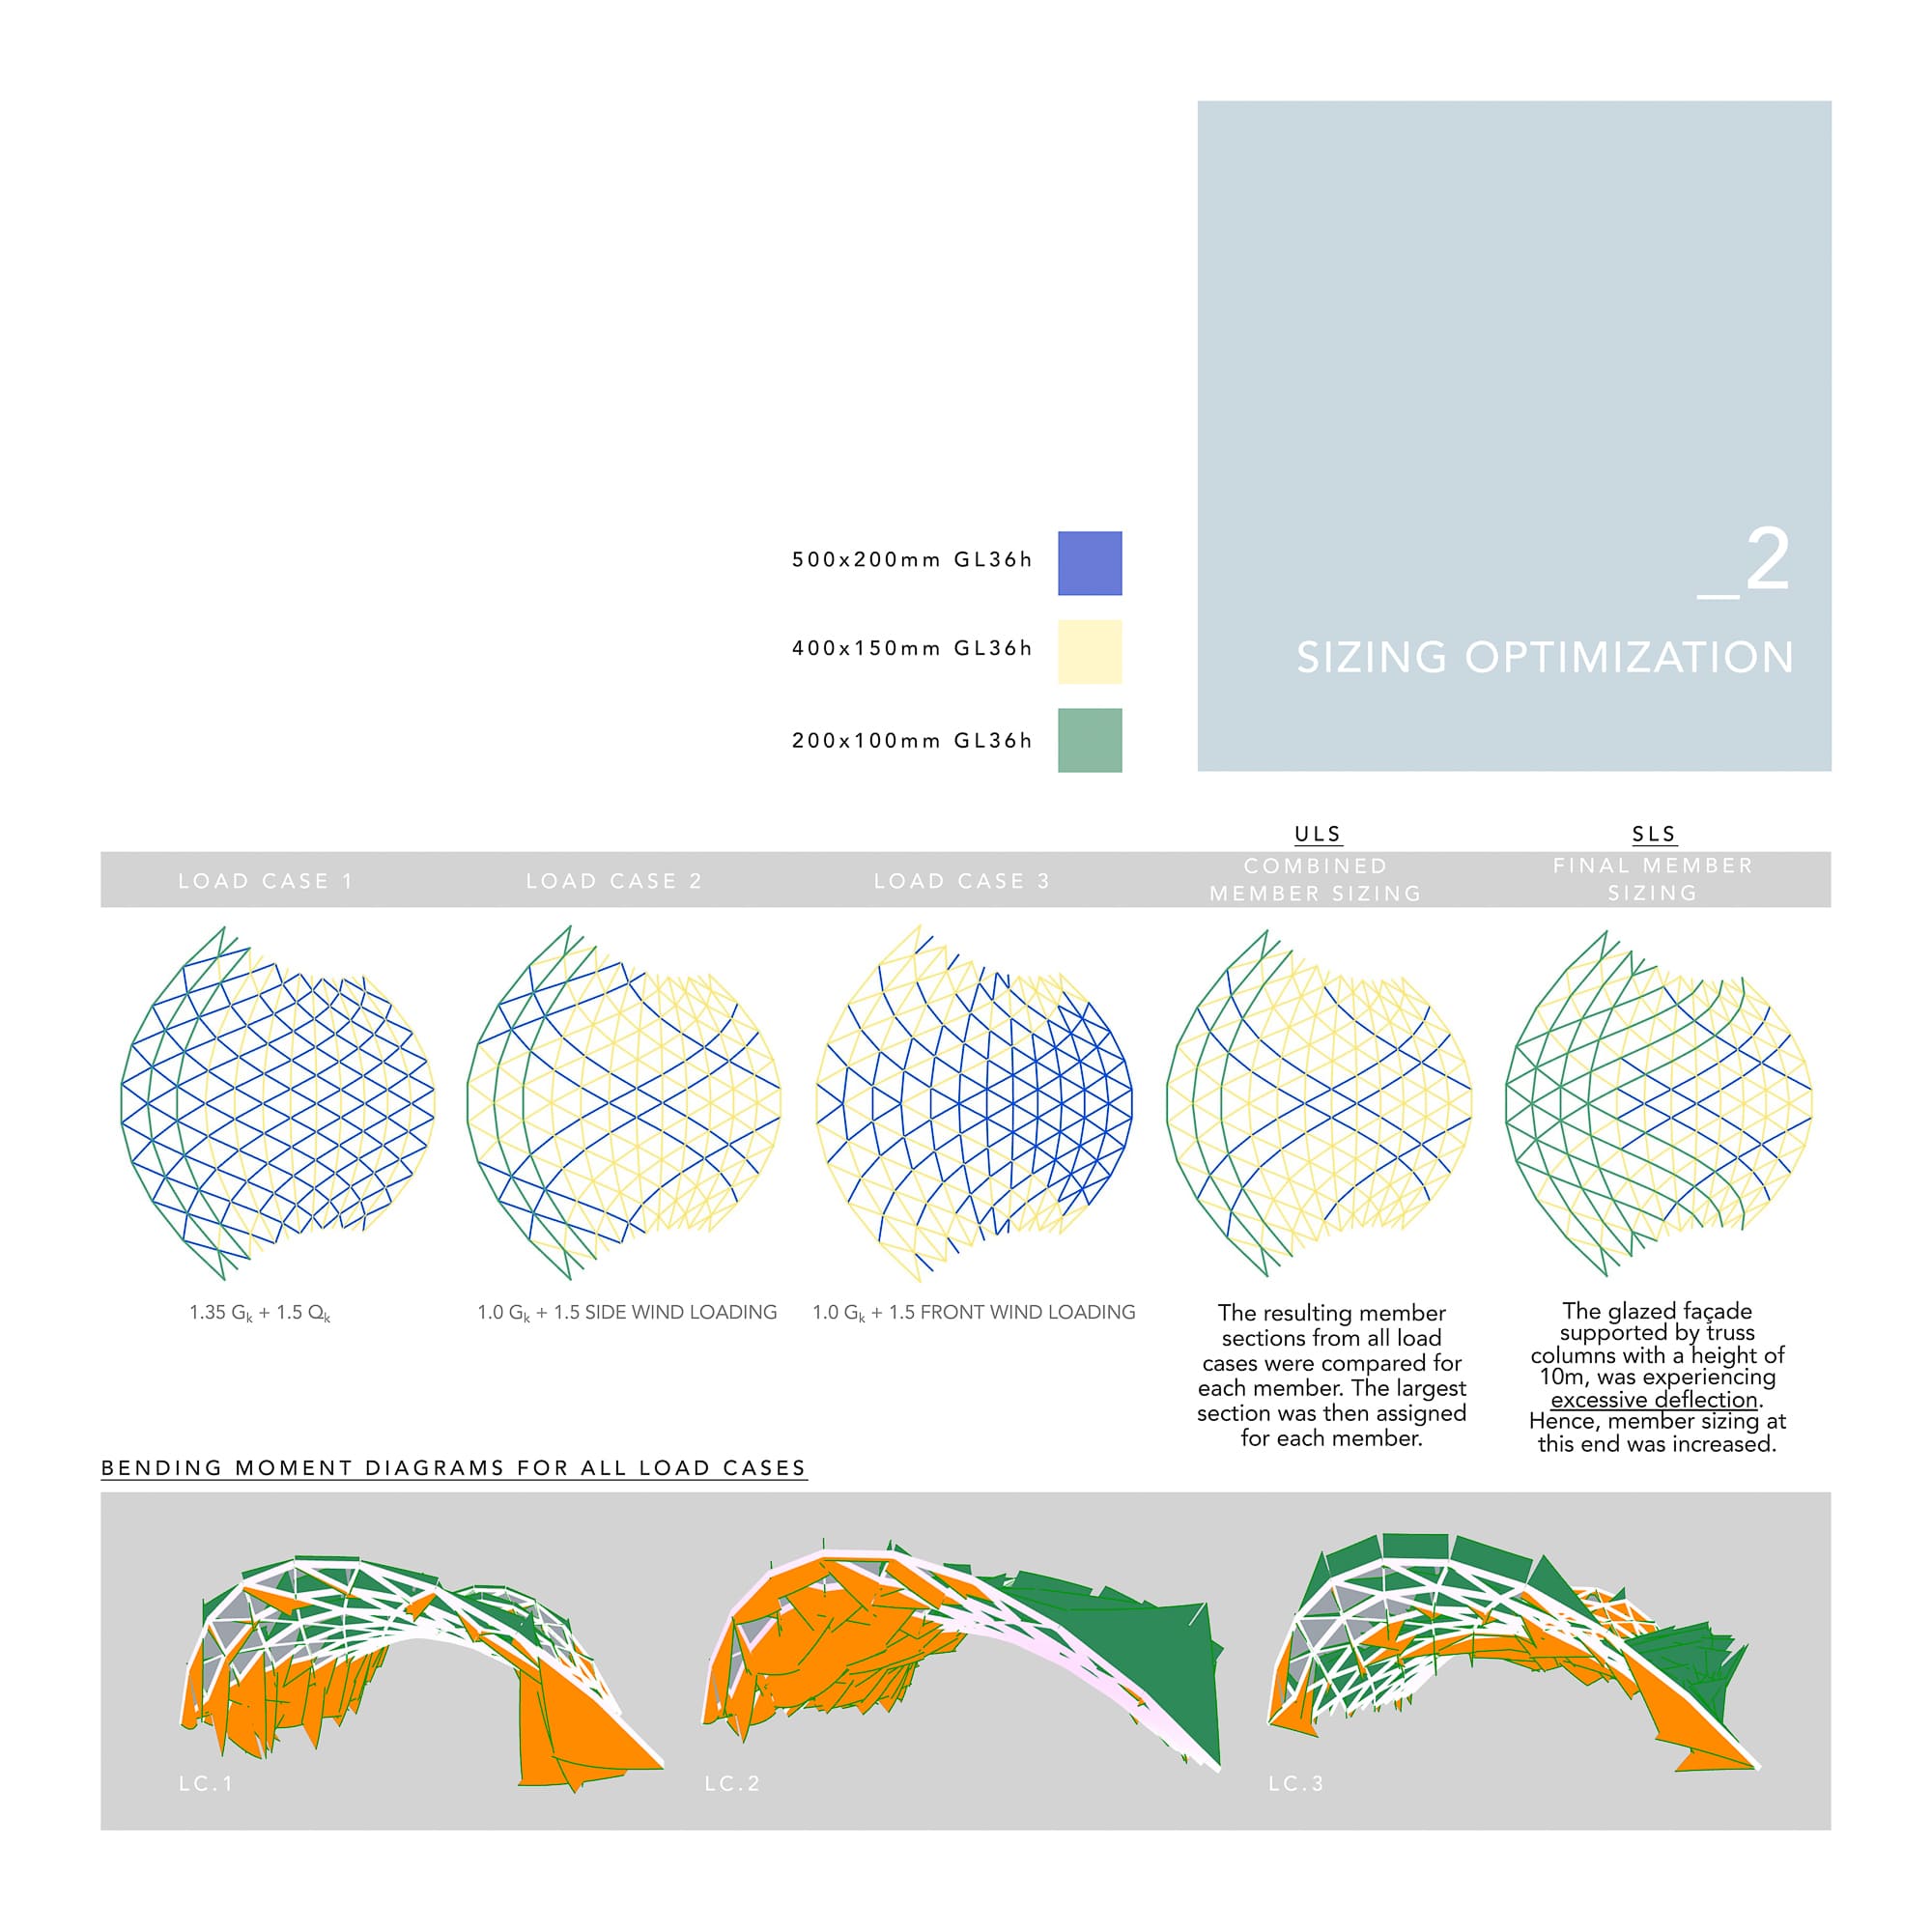 _2
SIZING OPTIMIZATION
500x200mm GL36h
400x150mm GL36h
200x100mm GL36h
LOAD CASE 1
LOAD CASE 2
LOAD CASE 3
ULS
COMBINED
MEMBER SIZING
SLS
FINAL MEMBER
SIZING
1.35 Gk + 1.5 Qk
1.0 Gk + 1.5 SIDE WIND LOADING
1.0 Gk + 1.5 FRONT WIND LOADING
The resulting member
sections from all load
cases were compared for
each member. The largest
section was then assigned
for each member.
The glazed façade
supported by truss
columns with a height of
10m, was experiencing
excessive deflection.
Hence, member sizing at
this end was increased.
BENDING MOMENT DIAGRAMS FOR ALL LOAD CASES
LC.1
LC.2
LC.3